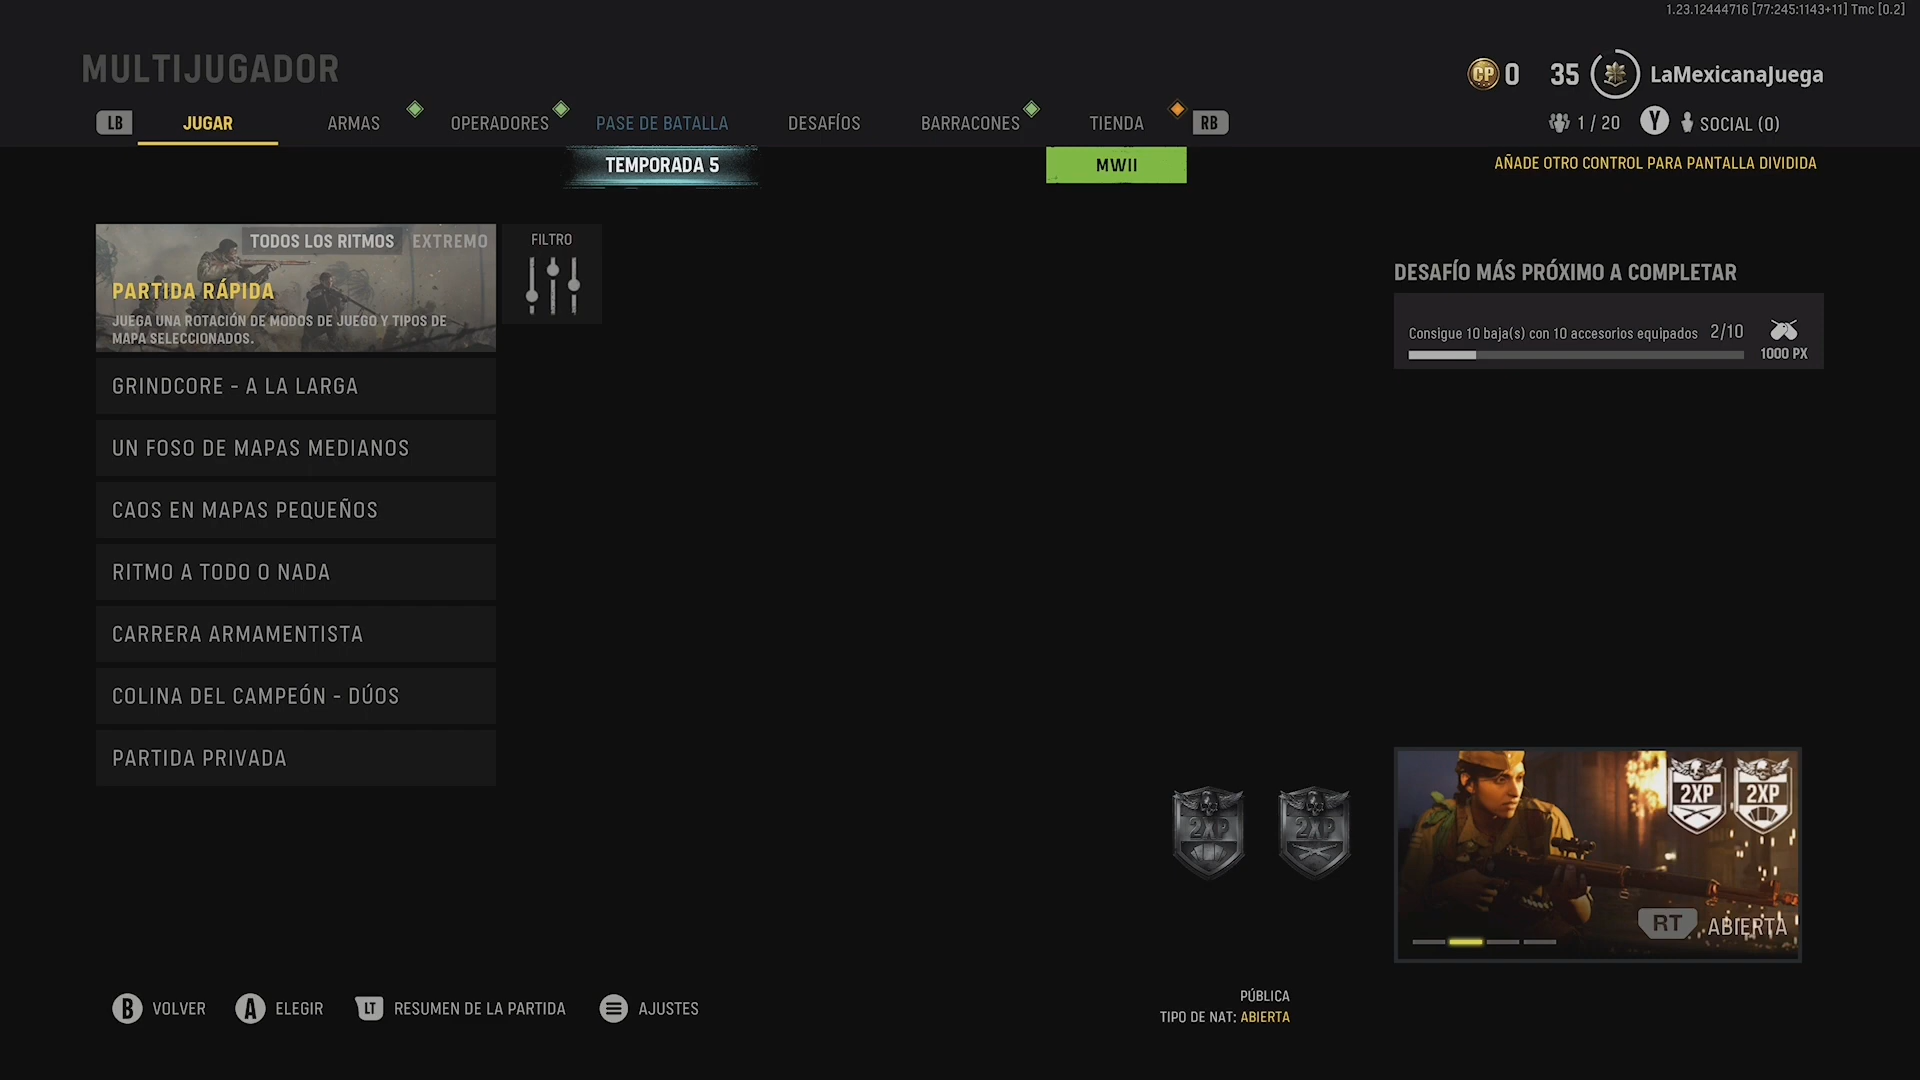 1.23.12444716 [77:245:1143+11] Tmc [0.2]
MULTIJUGADOR
CP 0 35 LaMexicanaJuega
LB JUGAR ARMAS OPERADORES PASE DE BATALLA DESAFÍOS BARRACONES TIENDA RB
1 / 20 Y SOCIAL (0)
TEMPORADA 5
MWII
AÑADE OTRO CONTROL PARA PANTALLA DIVIDIDA
TODOS LOS RITMOS EXTREMO
PARTIDA RÁPIDA
JUEGA UNA ROTACIÓN DE MODOS DE JUEGO Y TIPOS DE
MAPA SELECCIONADOS.
FILTRO
DESAFÍO MÁS PRÓXIMO A COMPLETAR
Consigue 10 baja(s) con 10 accesorios equipados 2/10
1000 PX
GRINDCORE - A LA LARGA
UN FOSO DE MAPAS MEDIANOS
CAOS EN MAPAS PEQUEÑOS
RITMO A TODO O NADA
CARRERA ARMAMENTISTA
COLINA DEL CAMPEÓN - DÚOS
PARTIDA PRIVADA
2XP 2XP
2XP 2XP
RT ABIERTA
B VOLVER A ELEGIR LT RESUMEN DE LA PARTIDA AJUSTES
PÚBLICA
TIPO DE NAT: ABIERTA